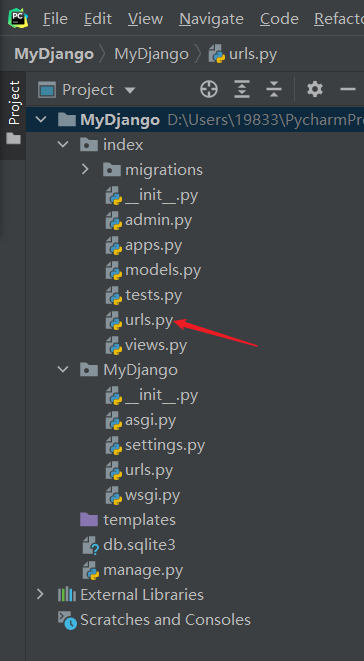 PC File Edit View Navigate Code Refacto
MyDjango MyDjango urls.py
Project Project
MyDjango D:\Users\19833\PycharmPr
index
migrations
__init__.py
admin.py
apps.py
models.py
tests.py
urls.py
views.py
MyDjango
__init__.py
asgi.py
settings.py
urls.py
wsgi.py
templates
db.sqlite3
manage.py
External Libraries
Scratches and Consoles